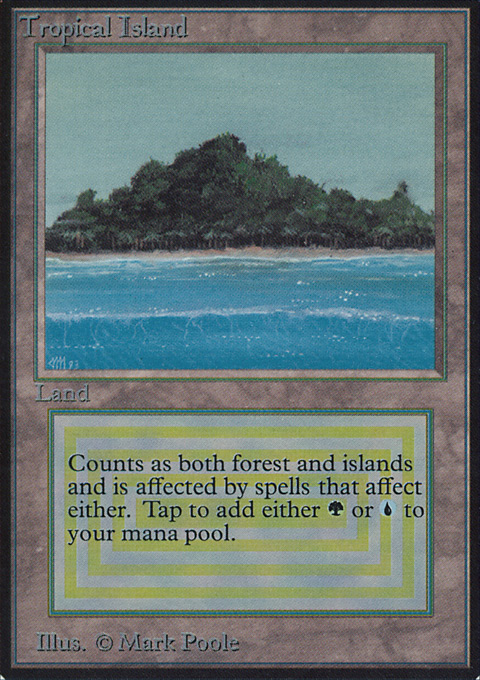 Tropical Island
Land
Counts as both forest and islands
and is affected by spells that affect
either. Tap to add either or to
your mana pool.
Illus. © Mark Poole